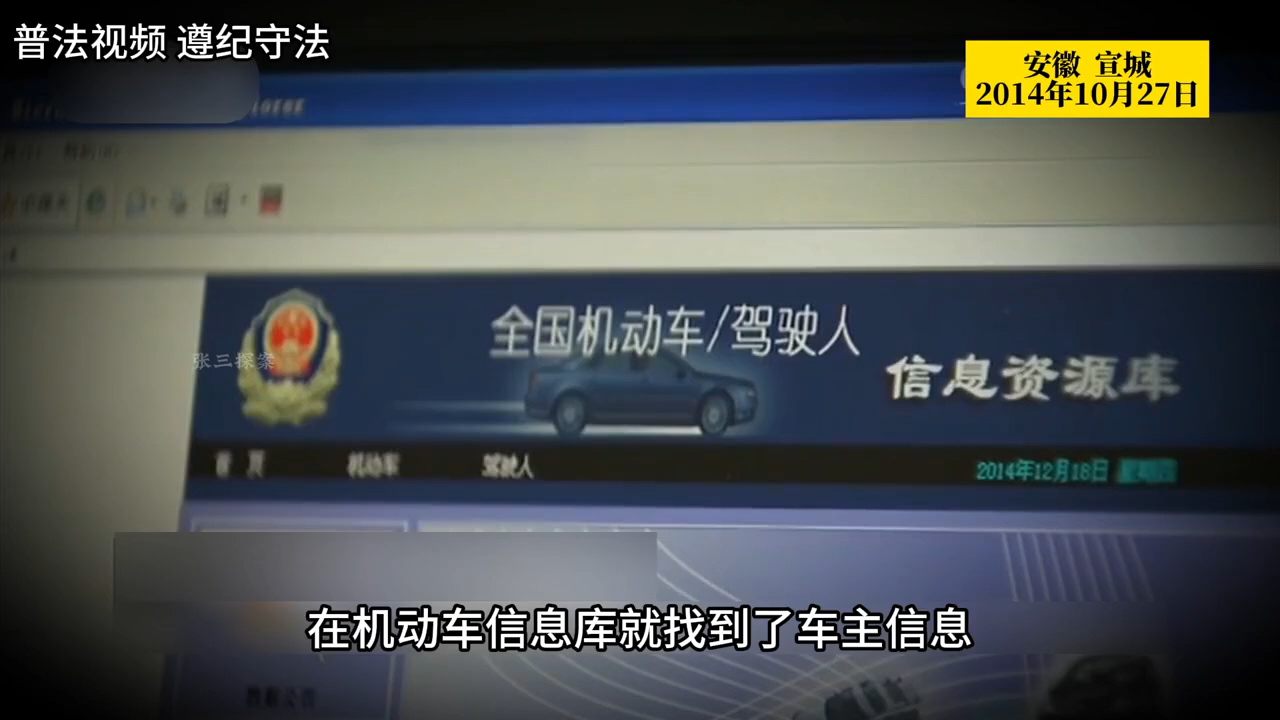 普法视频 遵纪守法
安徽 宣城
2014年10月27日
全国机动车/驾驶人
信息资源库
张三探案
首 页
机动车
驾驶人
2014年12月18日 星期四
在机动车信息库就找到了车主信息